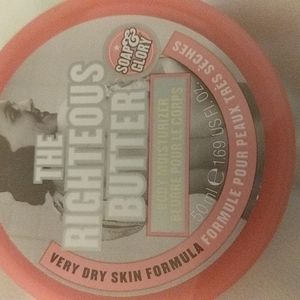 SOAP &
GLORY
THE
RIGHTEOUS
BUTTER
BODY MOISTURIZER
BEURRE POUR LE CORPS
50 ml ℮ 1.69 US FL. OZ.
VERY DRY SKIN FORMULA
FORMULE POUR PEAUX TRÈS SÈCHES